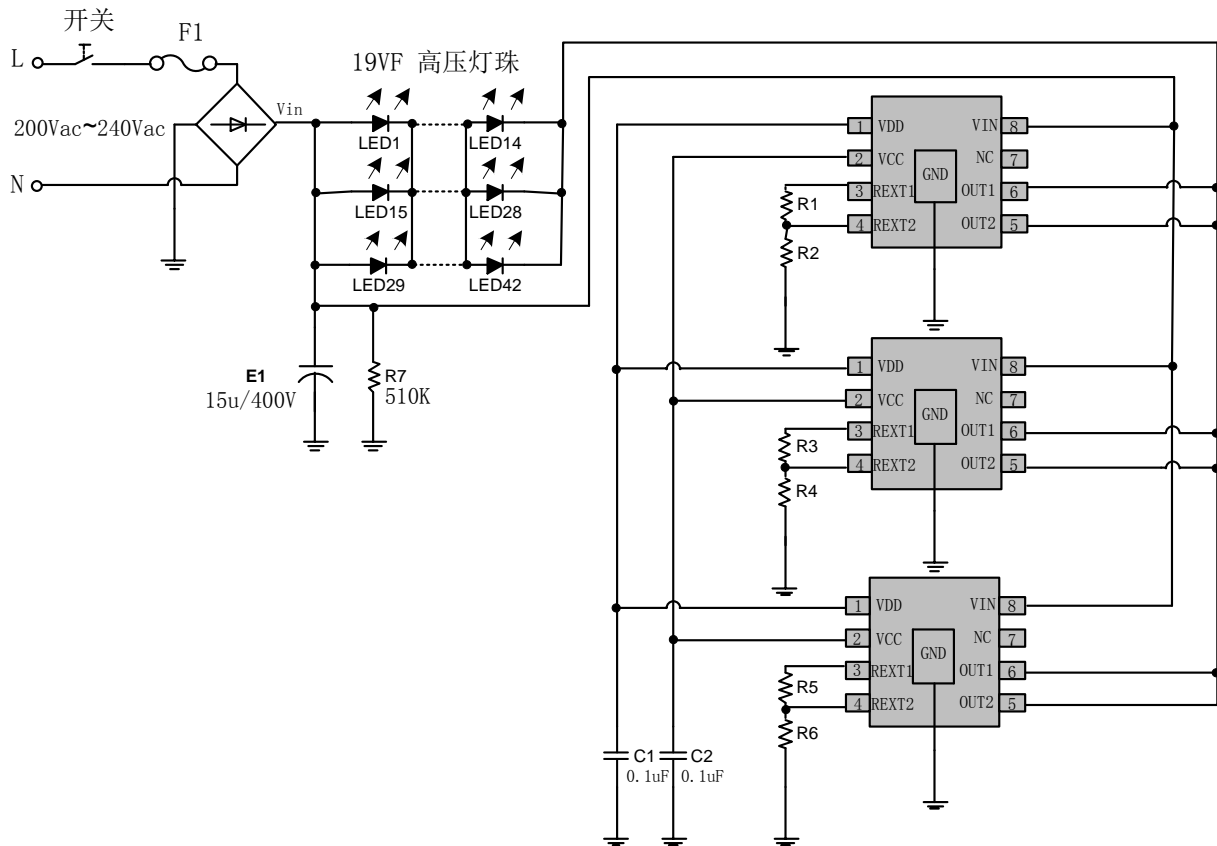 开关
F1
L
19VF 高压灯珠
Vin
200Vac~240Vac
N
LED1
LED14
LED15
LED28
LED29
LED42
E1
15u/400V
R7
510K
1 VDD VIN 8
2 VCC NC 7
GND
3 REXT1 OUT1 6
4 REXT2 OUT2 5
R1
R2
1 VDD VIN 8
2 VCC NC 7
GND
3 REXT1 OUT1 6
4 REXT2 OUT2 5
R3
R4
1 VDD VIN 8
2 VCC NC 7
GND
3 REXT1 OUT1 6
4 REXT2 OUT2 5
R5
R6
C1
0.1uF
C2
0.1uF